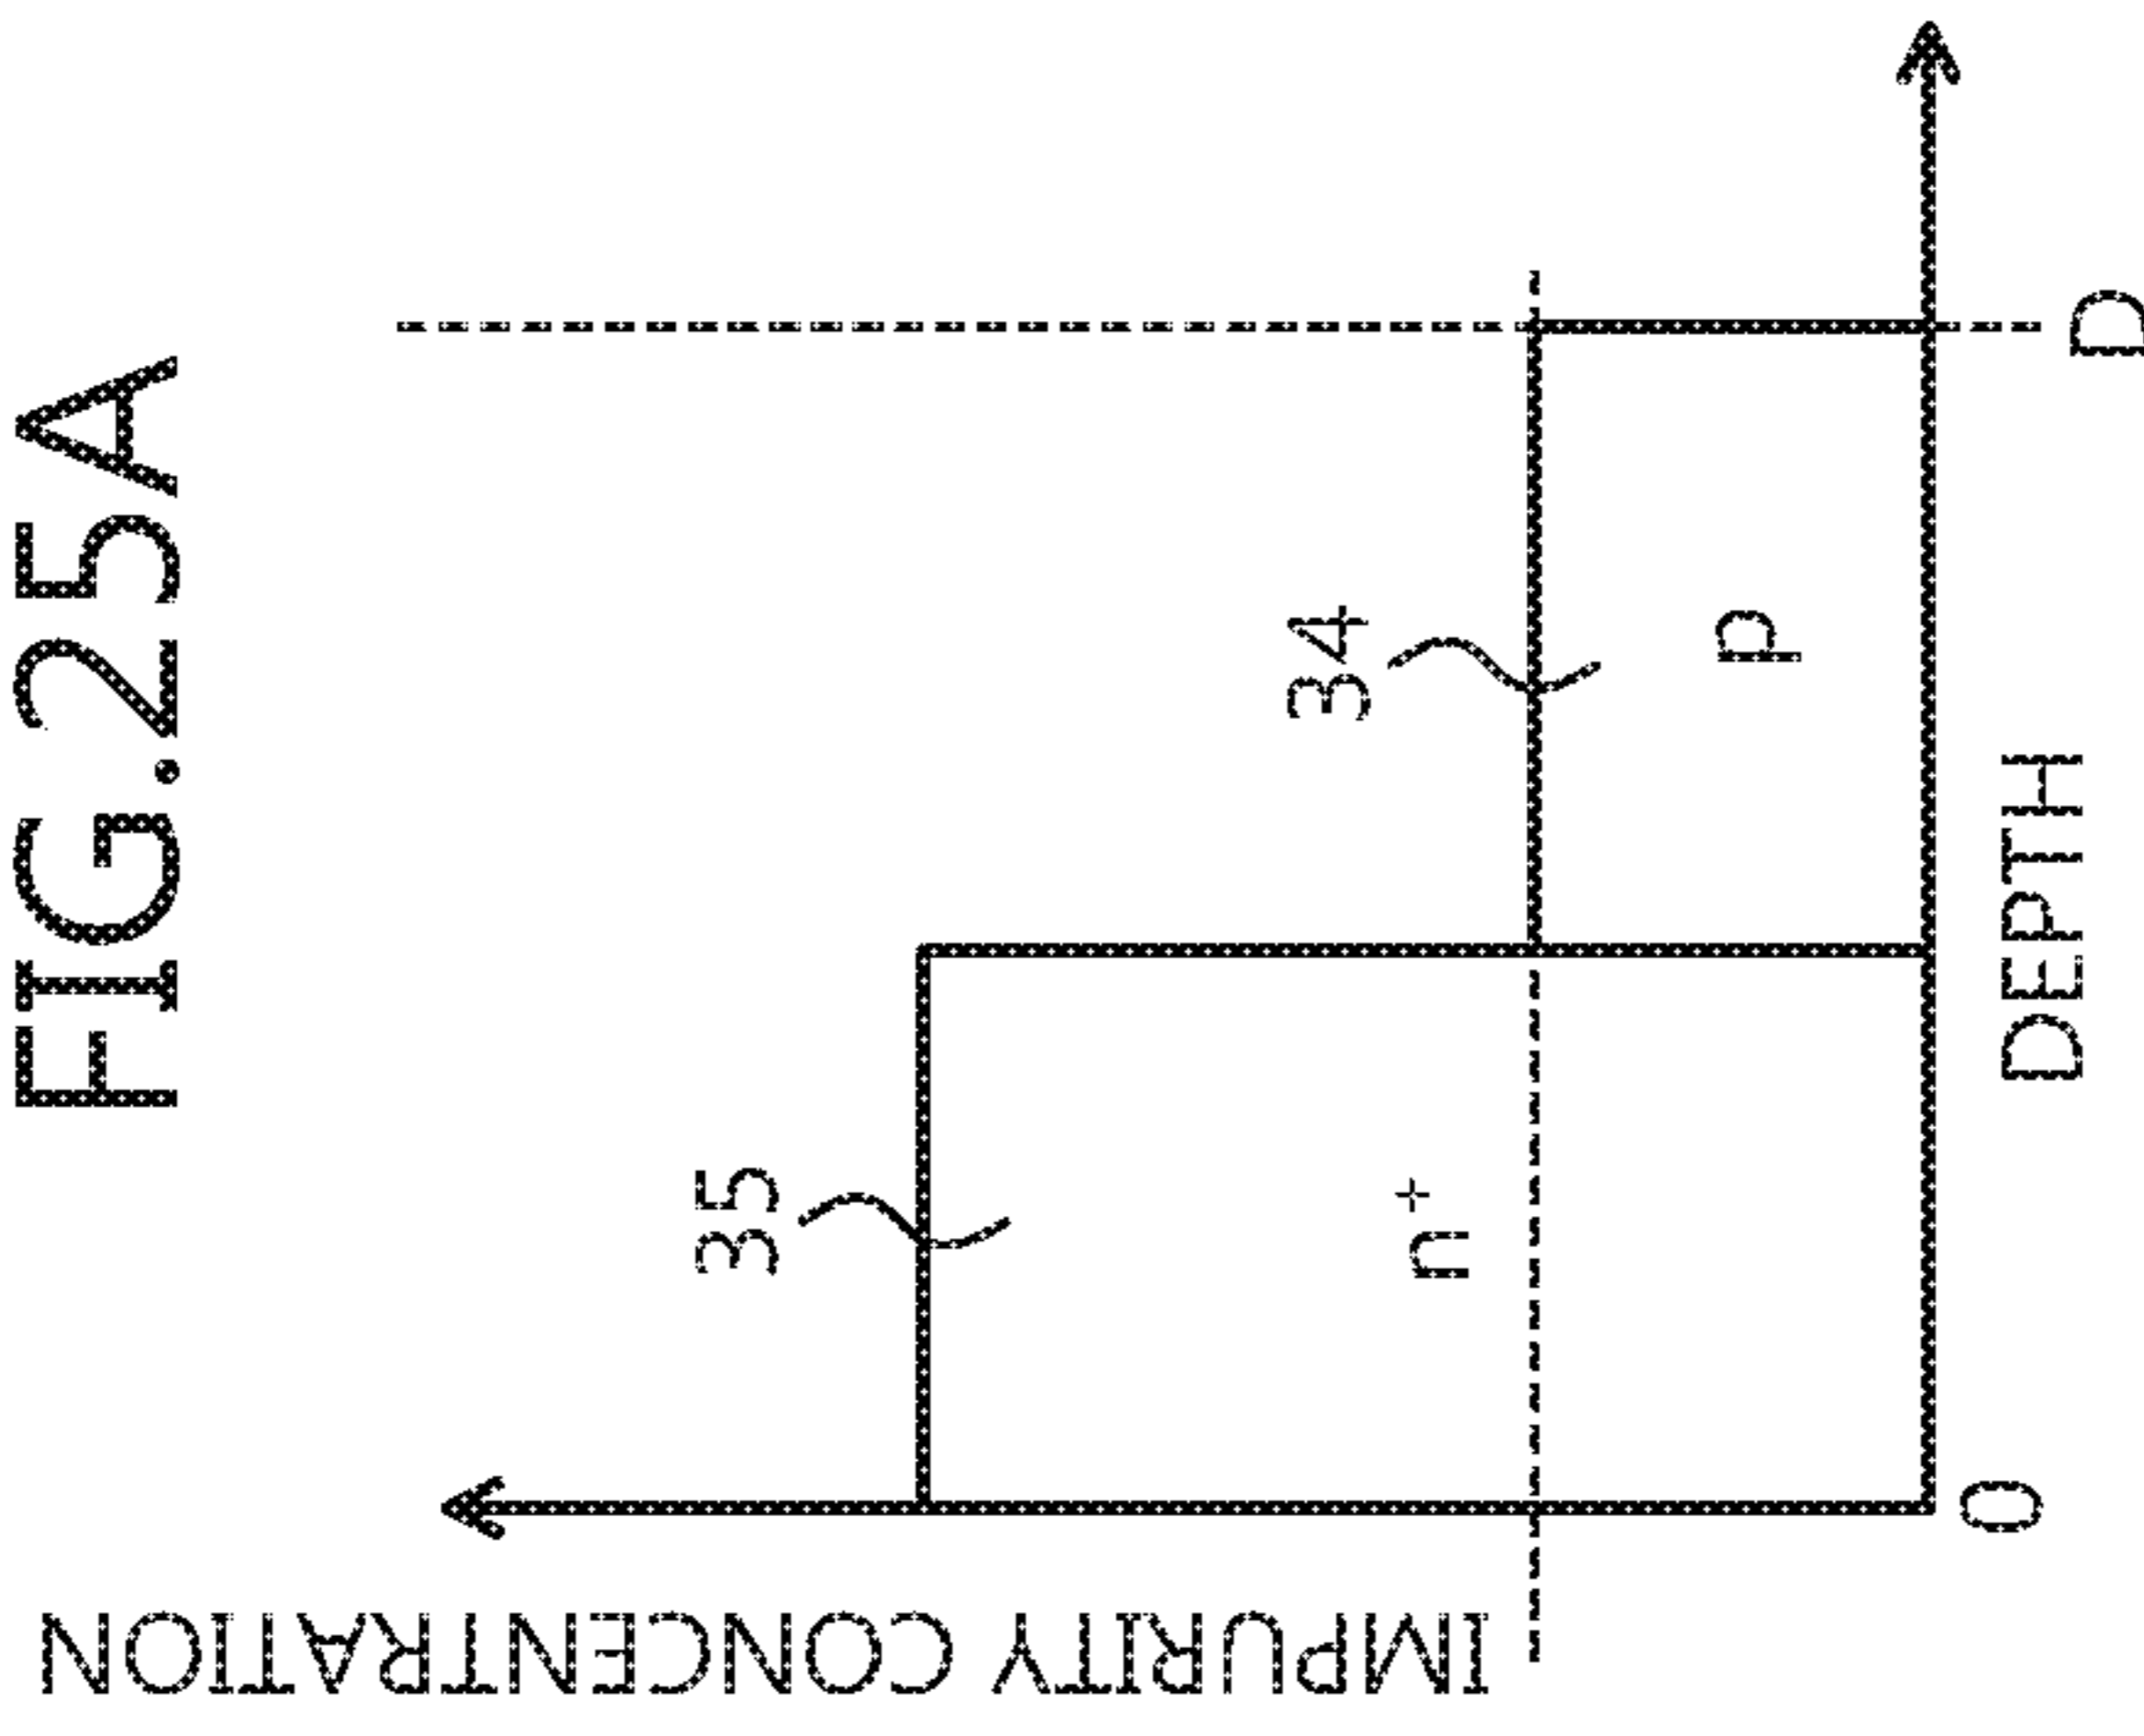 FIG.25A
IMPURITY CONCENTRATION
35
34
n+
p
0
DEPTH
D